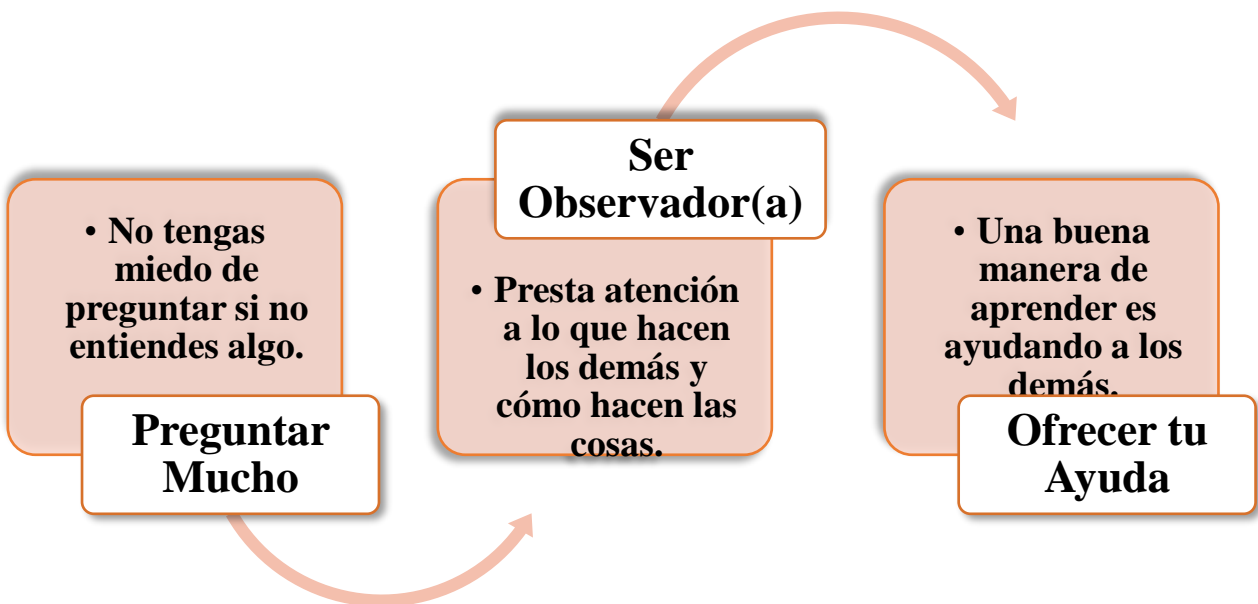 • No tengas
miedo de
preguntar si no
entiendes algo.
Preguntar
Mucho
Ser
Observador(a)
• Presta atención
a lo que hacen
los demás y
cómo hacen las
cosas.
• Una buena
manera de
aprender es
ayudando a los
demás.
Ofrecer tu
Ayuda